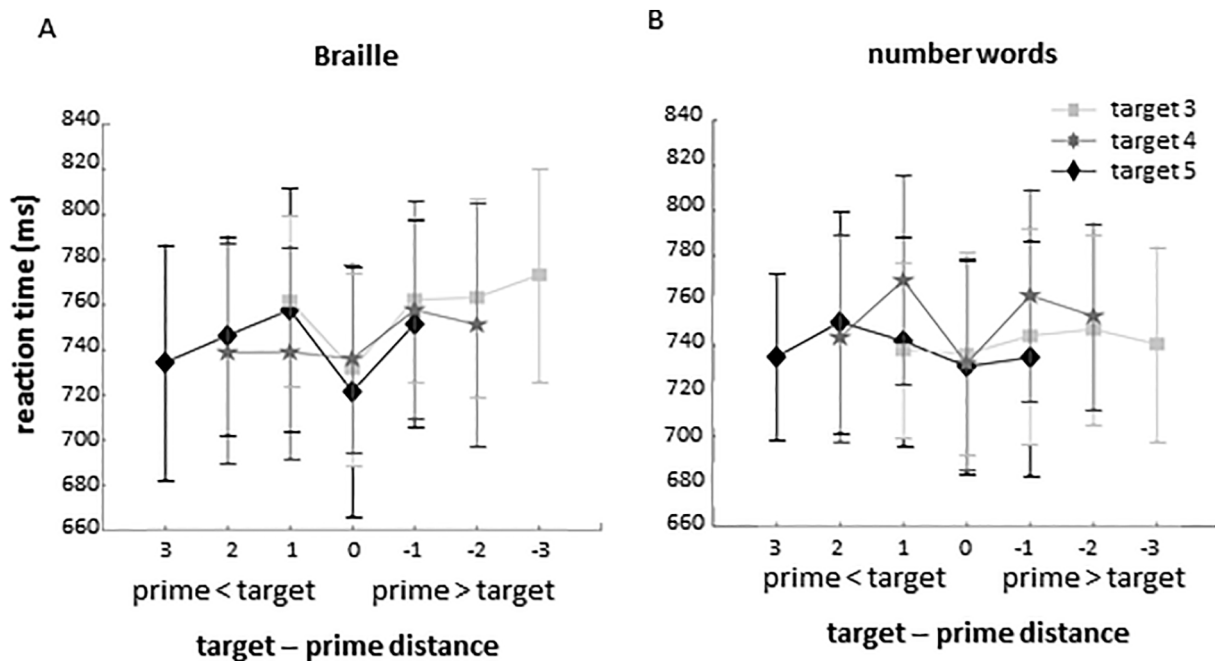 A
Braille
reaction time (ms)
840
820
800
780
760
740
720
700
680
660
3 2 1 0 -1 -2 -3
prime < target prime > target
target – prime distance
B
number words
target 3
target 4
target 5
840
820
800
780
760
740
720
700
680
660
3 2 1 0 -1 -2 -3
prime < target prime > target
target – prime distance